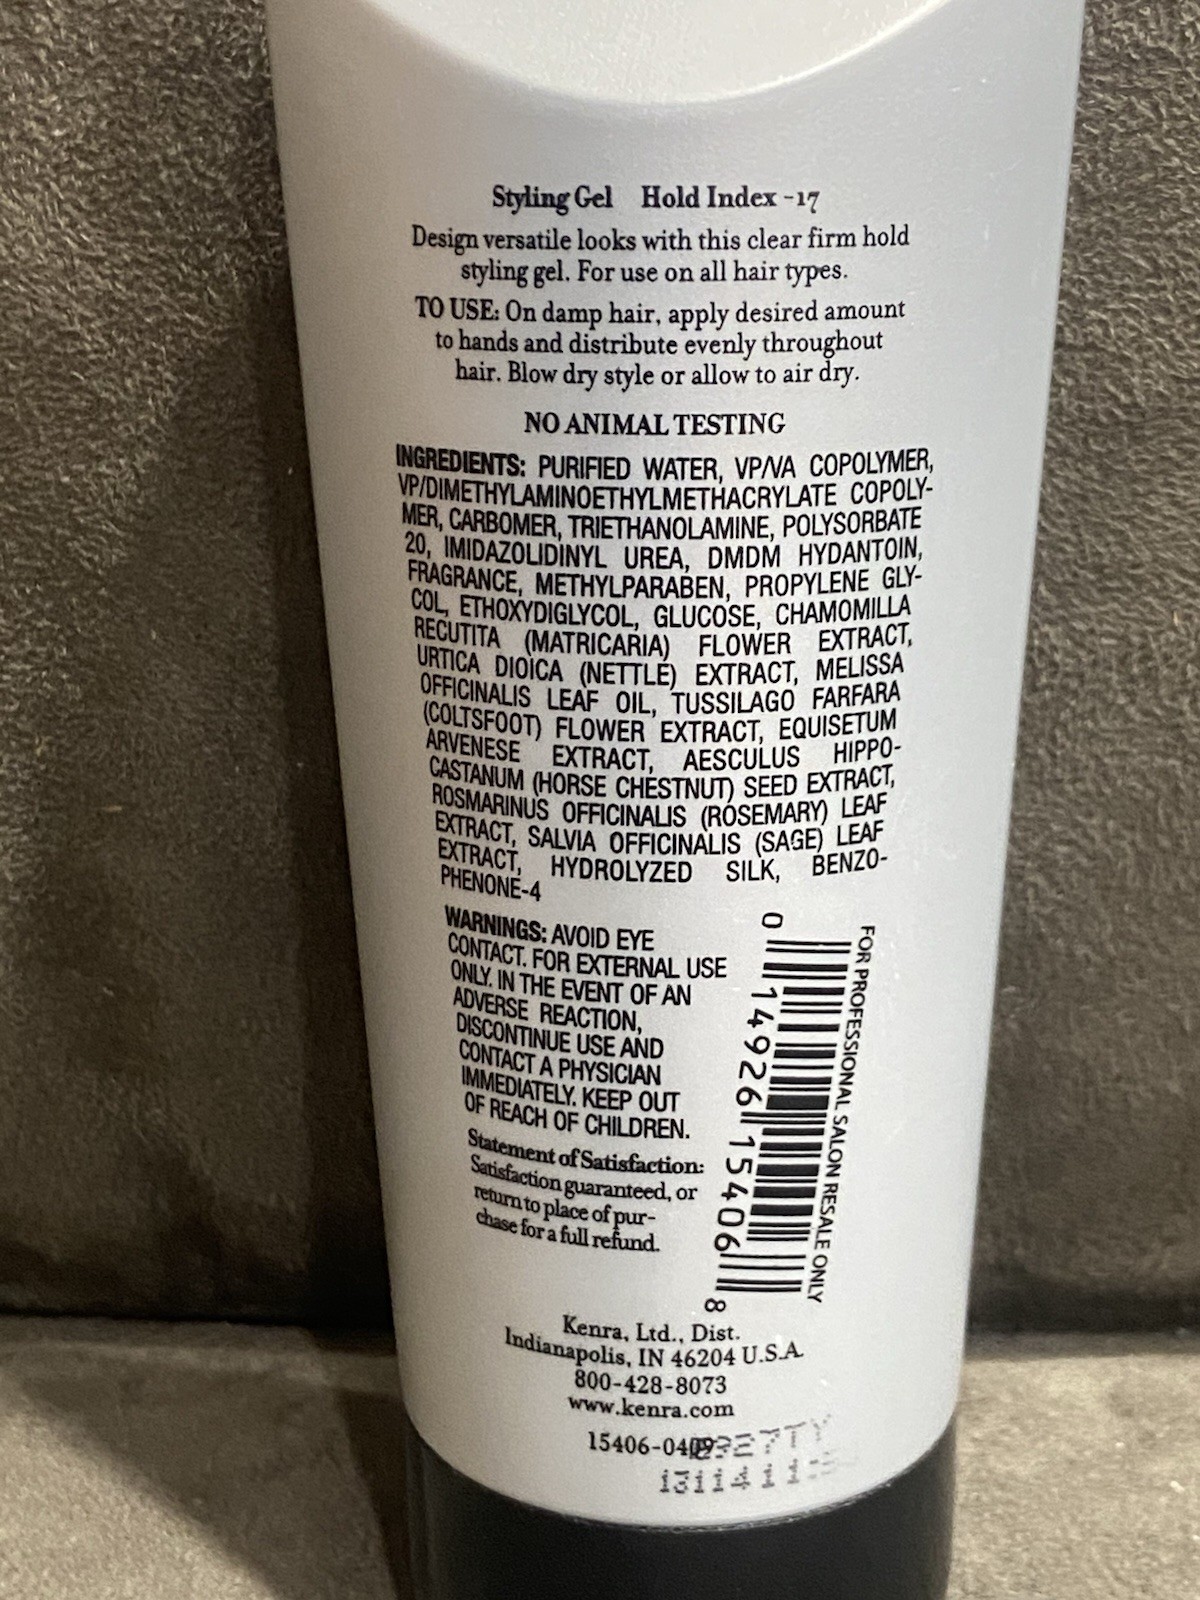 Styling Gel Hold Index -17
Design versatile looks with this clear firm hold
styling gel. For use on all hair types.
TO USE: On damp hair, apply desired amount
to hands and distribute evenly throughout
hair. Blow dry style or allow to air dry.
NO ANIMAL TESTING
INGREDIENTS: PURIFIED WATER, VP/VA COPOLYMER,
VP/DIMETHYLAMINOETHYLMETHACRYLATE COPOLY-
MER, CARBOMER, TRIETHANOLAMINE, POLYSORBATE
20, IMIDAZOLIDINYL UREA, DMDM HYDANTOIN,
FRAGRANCE, METHYLPARABEN, PROPYLENE GLY-
COL, ETHOXYDIGLYCOL, GLUCOSE, CHAMOMILLA
RECUTITA (MATRICARIA) FLOWER EXTRACT,
URTICA DIOICA (NETTLE) EXTRACT, MELISSA
OFFICINALIS LEAF OIL, TUSSILAGO FARFARA
(COLTSFOOT) FLOWER EXTRACT, EQUISETUM
ARVENESE EXTRACT, AESCULUS HIPPO-
CASTANUM (HORSE CHESTNUT) SEED EXTRACT,
ROSMARINUS OFFICINALIS (ROSEMARY) LEAF
EXTRACT, SALVIA OFFICINALIS (SAGE) LEAF
EXTRACT, HYDROLYZED SILK, BENZO-
PHENONE-4
WARNINGS: AVOID EYE
CONTACT. FOR EXTERNAL USE
ONLY. IN THE EVENT OF AN
ADVERSE REACTION,
DISCONTINUE USE AND
CONTACT A PHYSICIAN
IMMEDIATELY. KEEP OUT
OF REACH OF CHILDREN.
Statement of Satisfaction:
Satisfaction guaranteed, or
return to place of pur-
chase for a full refund.
0 14926 15406 8
FOR PROFESSIONAL SALON RESALE ONLY
Kenra, Ltd., Dist.
Indianapolis, IN 46204 U.S.A.
800-428-8073
www.kenra.com